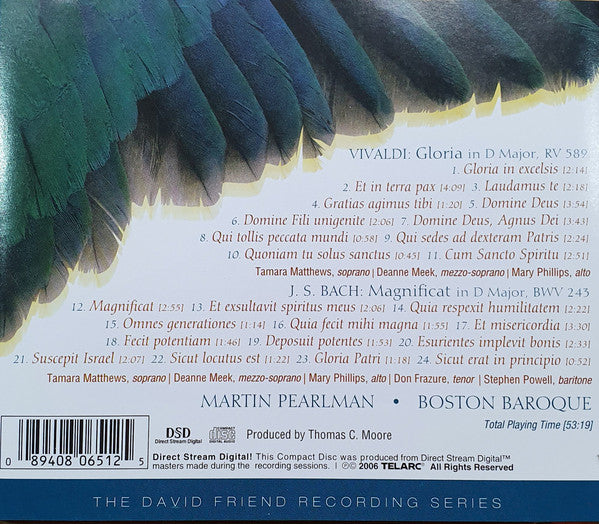 VIVALDI: Gloria in D Major, RV 589
1. Gloria in excelsis [2:14]
2. Et in terra pax [4:09] 3. Laudamus te [2:18]
4. Gratias agimus tibi [1:20] 5. Domine Deus [3:54]
6. Domine Fili unigenite [2:06] 7. Domine Deus, Agnus Dei [3:43]
8. Qui tollis peccata mundi [0:58] 9. Qui sedes ad dexteram Patris [2:24]
10. Quoniam tu solus sanctus [0:45] 11. Cum Sancto Spiritu [2:51]
Tamara Matthews, soprano | Deanne Meek, mezzo-soprano | Mary Phillips, alto
J. S. BACH: Magnificat in D Major, BWV 243
12. Magnificat [2:55] 13. Et exsultavit spiritus meus [2:06] 14. Quia respexit humilitatem [2:22]
15. Omnes generationes [1:14] 16. Quia fecit mihi magna [1:55] 17. Et misericordia [3:30]
18. Fecit potentiam [1:46] 19. Deposuit potentes [1:53] 20. Esurientes implevit bonis [2:33]
21. Suscepit Israel [2:07] 22. Sicut locutus est [1:22] 23. Gloria Patri [1:18] 24. Sicut erat in principio [0:52]
Tamara Matthews, soprano | Deanne Meek, mezzo-soprano | Mary Phillips, alto | Don Frazure, tenor | Stephen Powell, baritone
MARTIN PEARLMAN • BOSTON BAROQUE
Total Playing Time [53:19]
DSD
Direct Stream Digital
COMPACT disc DIGITAL AUDIO
Produced by Thomas C. Moore
0 89408 06512 5
Direct Stream Digital! This Compact Disc was produced from Direct Stream Digital™
masters made during the recording sessions. | ℗© 2006 TELARC® All Rights Reserved
THE DAVID FRIEND RECORDING SERIES